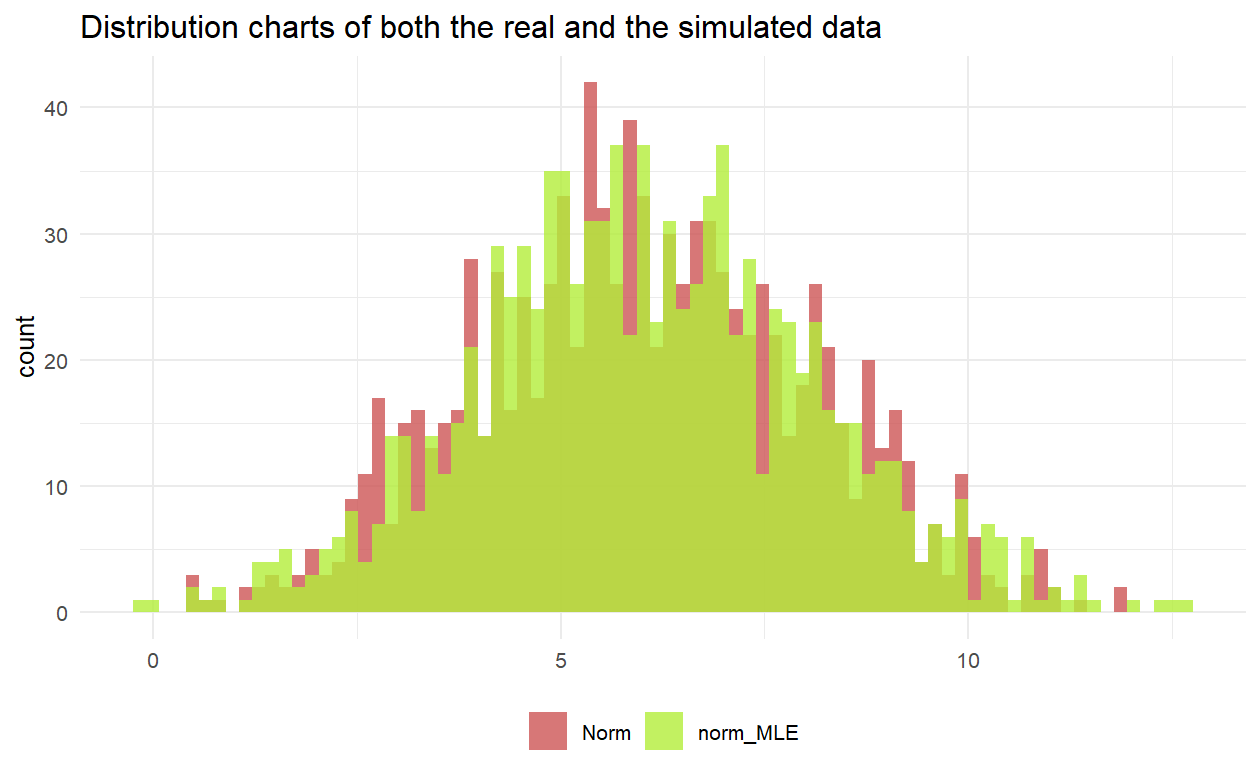 Distribution charts of both the real and the simulated data
count
40
30
20
10
0
0 5 10
Norm norm_MLE